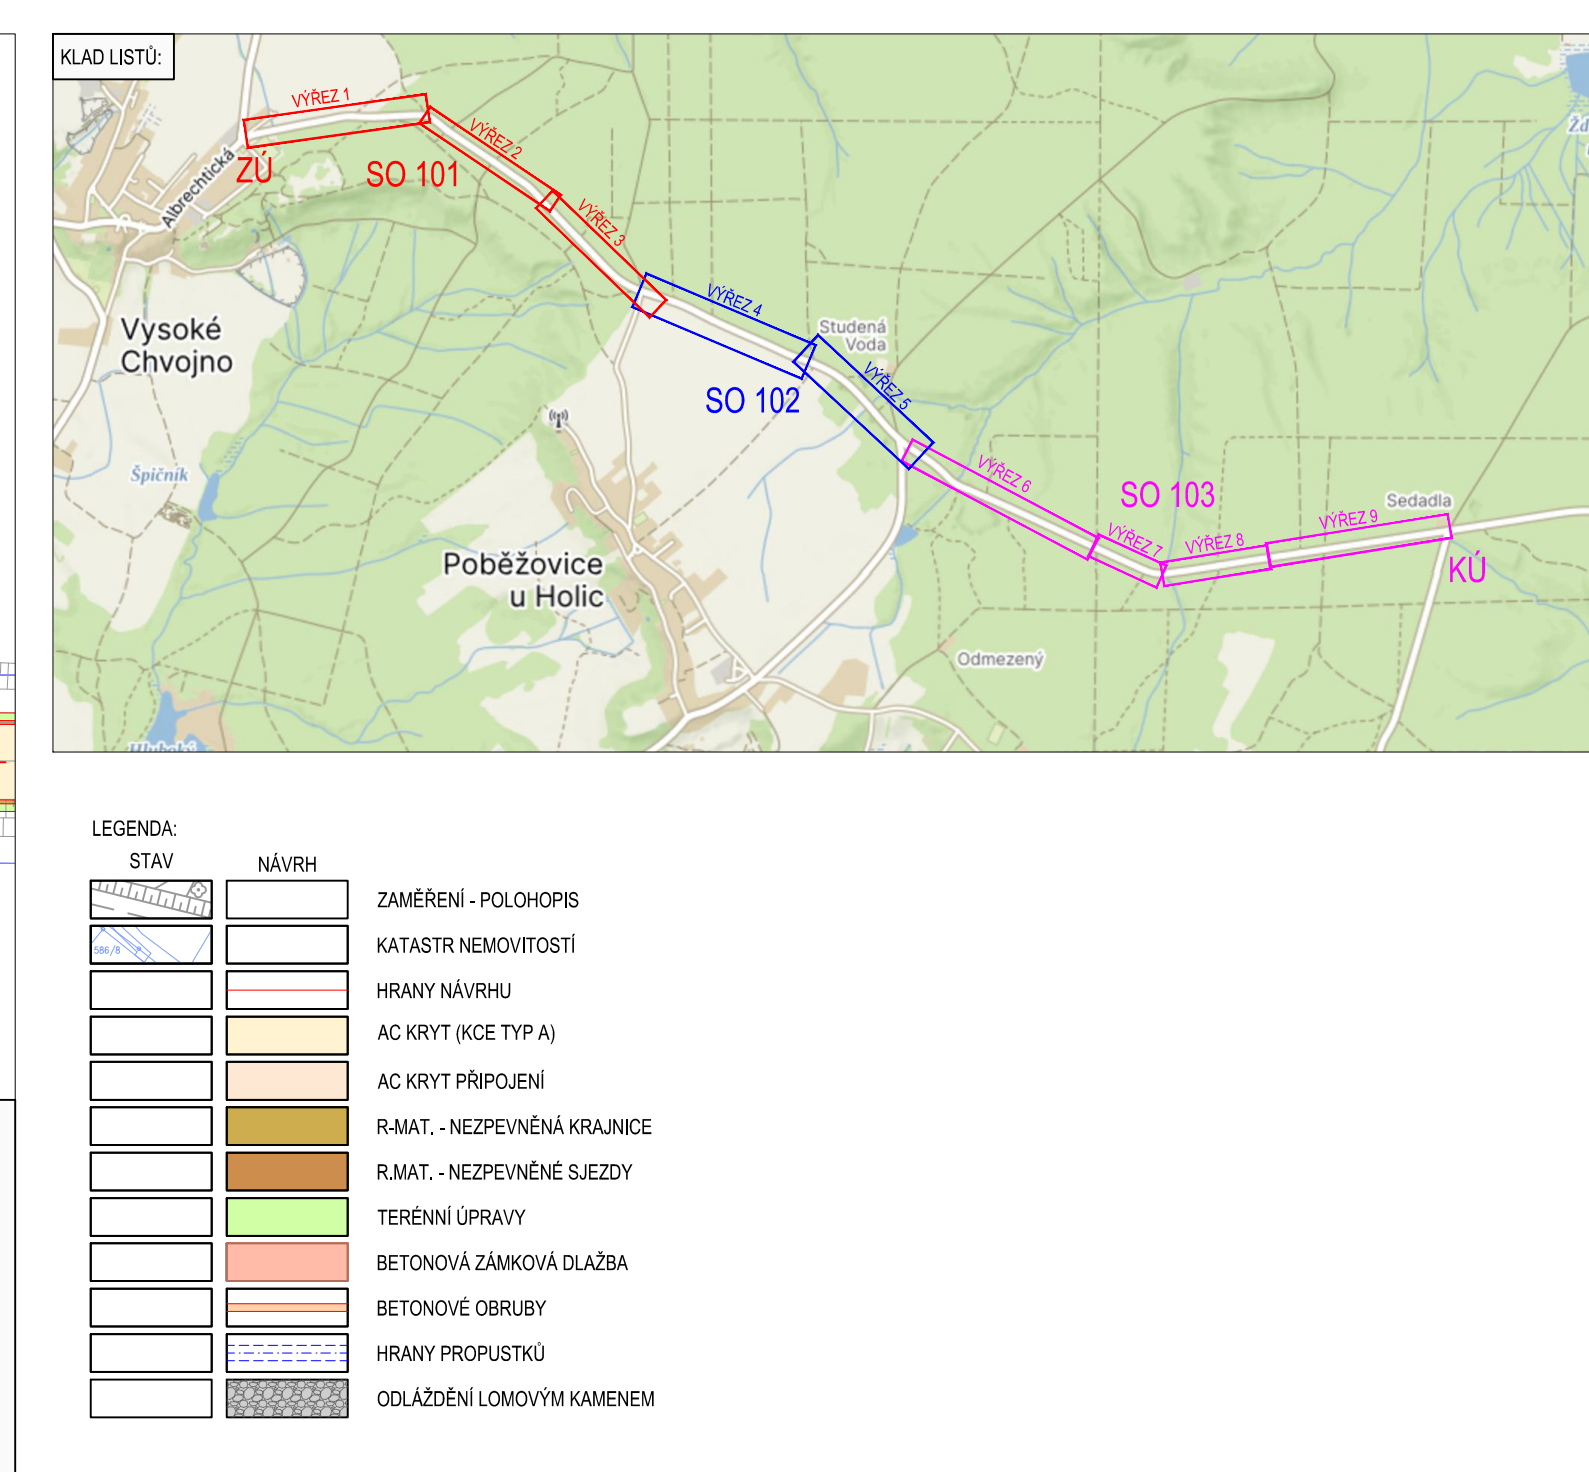 KLAD LISTŮ:
VÝŘEZ 1
ZÚ
SO 101
VÝŘEZ 2
VÝŘEZ 3
Albrechtická
Vysoké
Chvojno
VÝŘEZ 4
Studená
Voda
SO 102
VÝŘEZ 5
Špičník
VÝŘEZ 6
SO 103
VÝŘEZ 7
VÝŘEZ 8
VÝŘEZ 9
Sedadla
KÚ
Poběžovice
u Holic
Odmezený
LEGENDA:
STAV
NÁVRH
ZAMĚŘENÍ - POLOHOPIS
586/8
KATASTR NEMOVITOSTÍ
HRANY NÁVRHU
AC KRYT (KCE TYP A)
AC KRYT PŘIPOJENÍ
R-MAT. - NEZPEVNĚNÁ KRAJNICE
R.MAT. - NEZPEVNĚNÉ SJEZDY
TERÉNNÍ ÚPRAVY
BETONOVÁ ZÁMKOVÁ DLAŽBA
BETONOVÉ OBRUBY
HRANY PROPUSTKŮ
ODLÁŽDĚNÍ LOMOVÝM KAMENEM